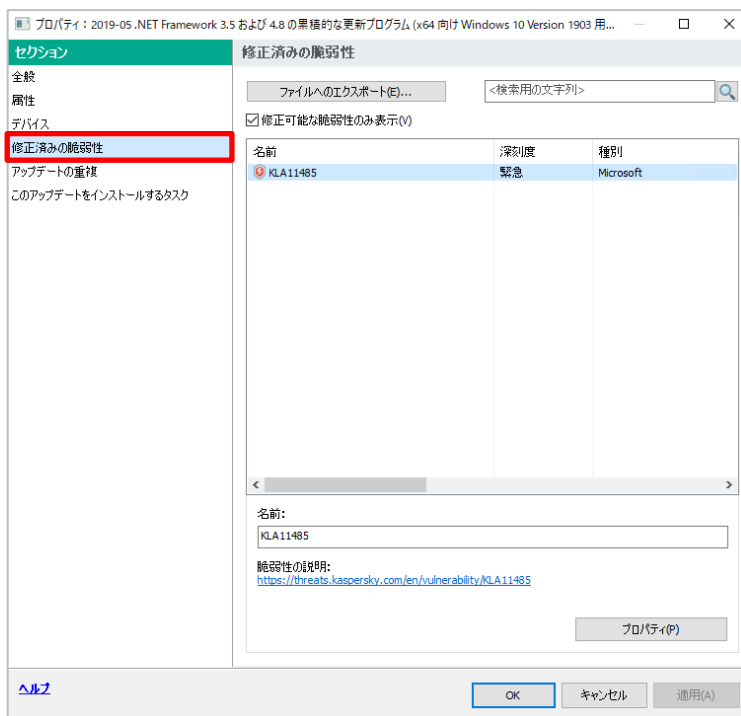 プロパティ：2019-05 .NET Framework 3.5 および 4.8 の累積的な更新プログラム (x64 向け Windows 10 Version 1903 用...
セクション
全般
属性
デバイス
修正済みの脆弱性
アップデートの重複
このアップデートをインストールするタスク
修正済みの脆弱性
ファイルへのエクスポート(E)...
<検索用の文字列>
修正可能な脆弱性のみ表示(V)
名前 深刻度 種別
KLA11485 緊急 Microsoft
名前:
KLA11485
脆弱性の説明:
https://threats.kaspersky.com/en/vulnerability/KLA11485
プロパティ(P)
ヘルプ
OK キャンセル 適用(A)